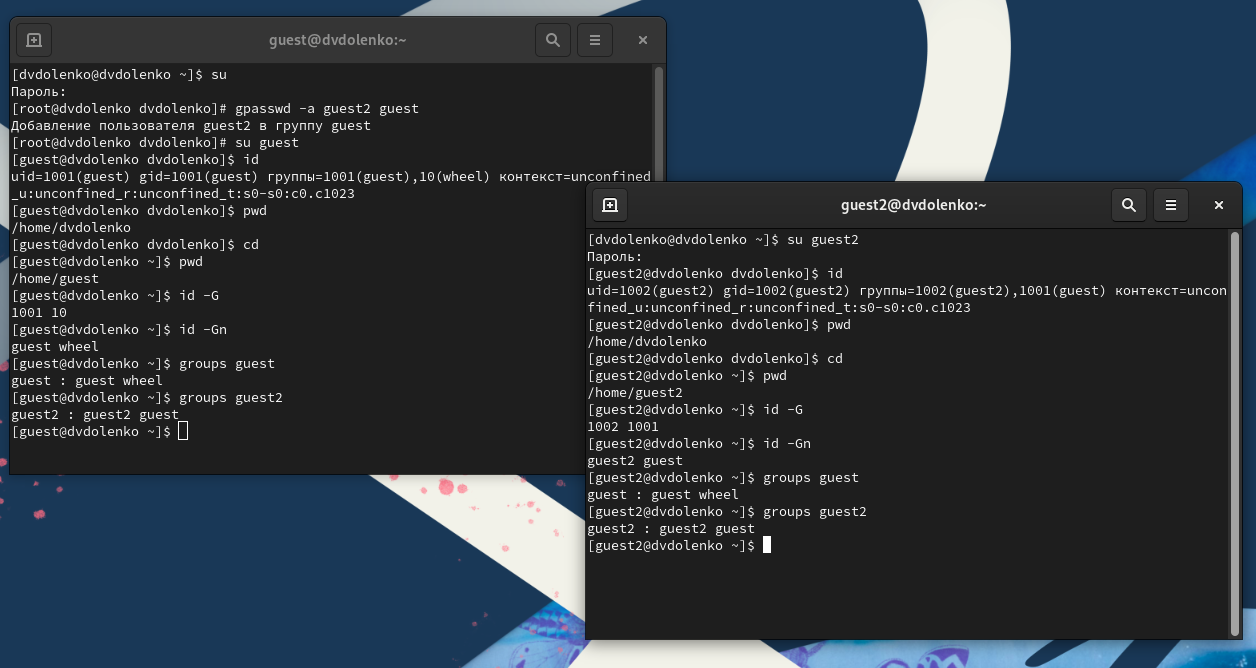 guest@dvdolenko:~
[dvdolenko@dvdolenko ~]$ su
Пароль:
[root@dvdolenko dvdolenko]# gpasswd -a guest2 guest
Добавление пользователя guest2 в группу guest
[root@dvdolenko dvdolenko]# su guest
[guest@dvdolenko dvdolenko]$ id
uid=1001(guest) gid=1001(guest) группы=1001(guest),10(wheel) контекст=unconfined
_u:unconfined_r:unconfined_t:s0-s0:c0.c1023
[guest@dvdolenko dvdolenko]$ pwd
/home/dvdolenko
[guest@dvdolenko dvdolenko]$ cd
[guest@dvdolenko ~]$ pwd
/home/guest
[guest@dvdolenko ~]$ id -G
1001 10
[guest@dvdolenko ~]$ id -Gn
guest wheel
[guest@dvdolenko ~]$ groups guest
guest : guest wheel
[guest@dvdolenko ~]$ groups guest2
guest2 : guest2 guest
[guest@dvdolenko ~]$
guest2@dvdolenko:~
[dvdolenko@dvdolenko ~]$ su guest2
Пароль:
[guest2@dvdolenko dvdolenko]$ id
uid=1002(guest2) gid=1002(guest2) группы=1002(guest2),1001(guest) контекст=uncon
fined_u:unconfined_r:unconfined_t:s0-s0:c0.c1023
[guest2@dvdolenko dvdolenko]$ pwd
/home/dvdolenko
[guest2@dvdolenko dvdolenko]$ cd
[guest2@dvdolenko ~]$ pwd
/home/guest2
[guest2@dvdolenko ~]$ id -G
1002 1001
[guest2@dvdolenko ~]$ id -Gn
guest2 guest
[guest2@dvdolenko ~]$ groups guest
guest : guest wheel
[guest2@dvdolenko ~]$ groups guest2
guest2 : guest2 guest
[guest2@dvdolenko ~]$